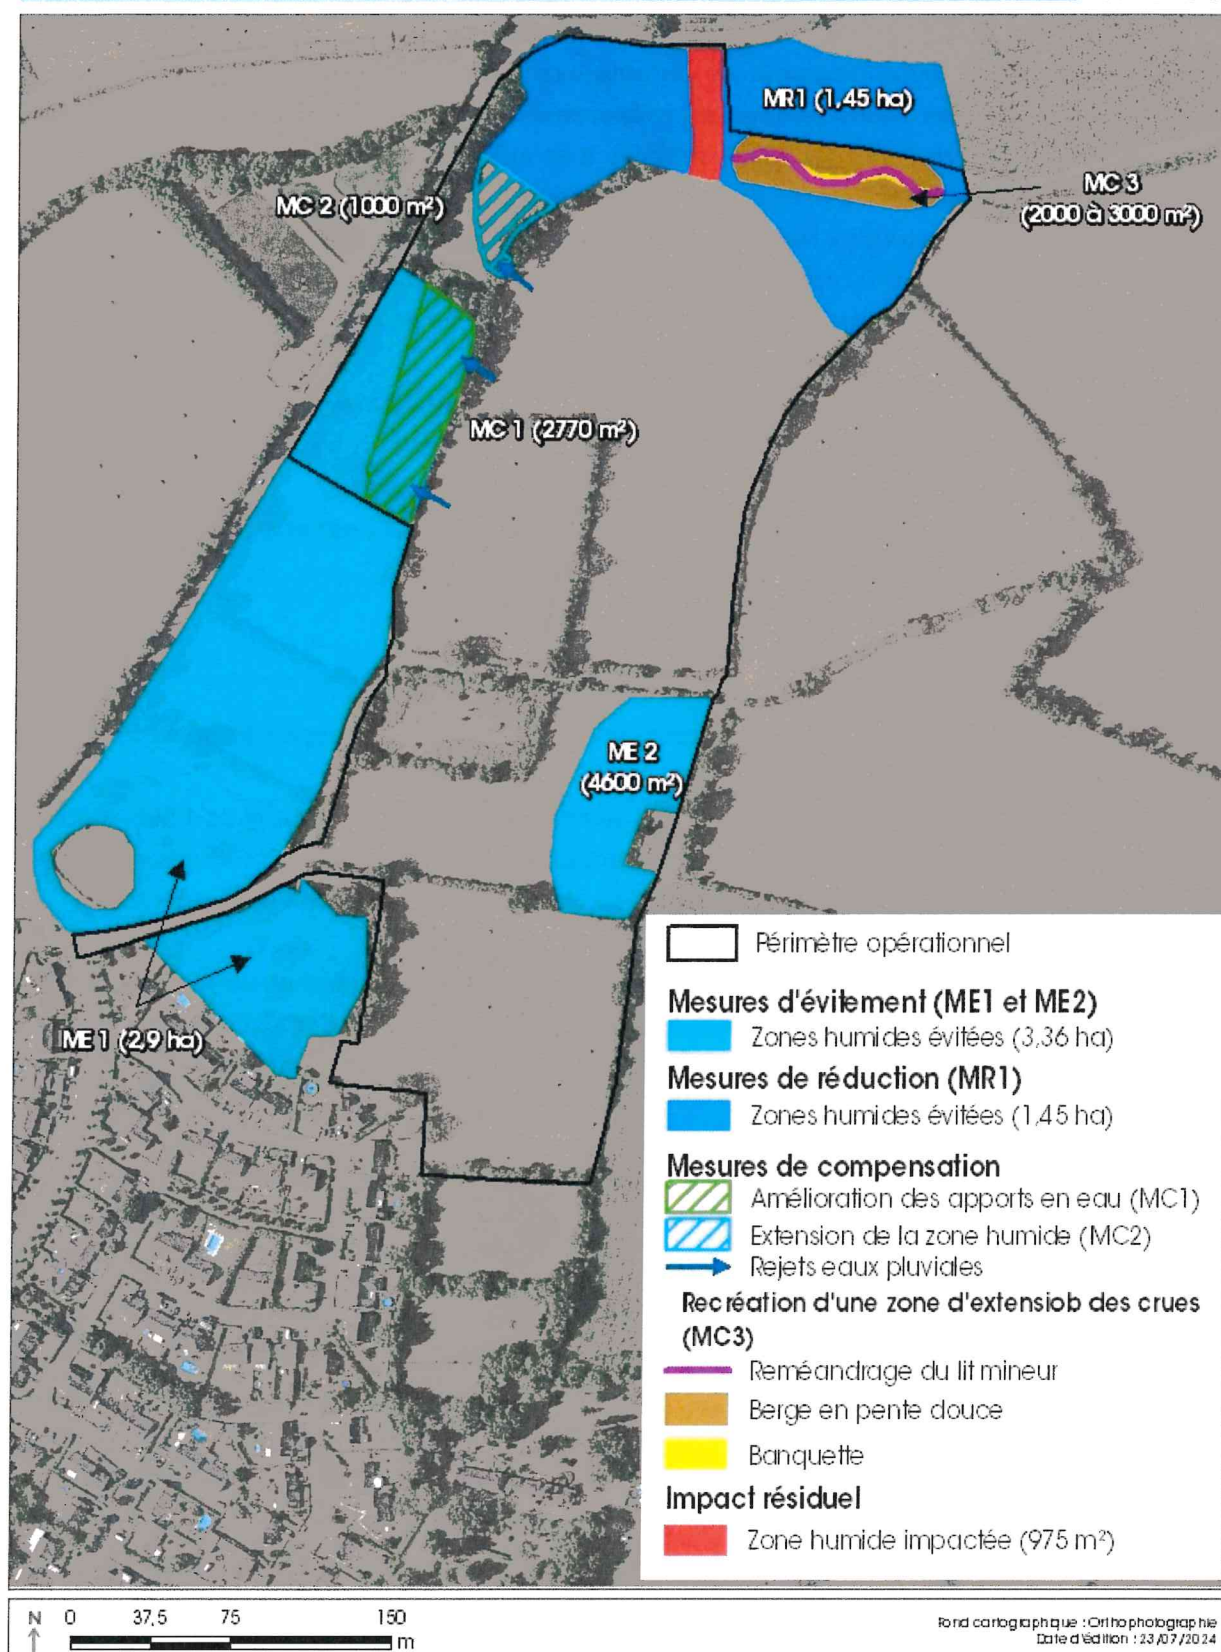 MR1 (1,45 ha)
MC 2 (1000 m²)
MC 3
(2000 à 3000 m²)
MC 1 (2770 m²)
ME 2
(4600 m²)
ME 1 (2,9 ha)
Périmètre opérationnel
Mesures d'évitement (ME1 et ME2)
Zones humides évitées (3,36 ha)
Mesures de réduction (MR1)
Zones humides évitées (1,45 ha)
Mesures de compensation
Amélioration des apports en eau (MC1)
Extension de la zone humide (MC2)
Rejets eaux pluviales
Recréation d'une zone d'extensiob des crues
(MC3)
Reméandrage du lit mineur
Berge en pente douce
Banquette
Impact résiduel
Zone humide impactée (975 m²)
N 0 37,5 75 150
m
Fond cartographique : Orthophotographie
Date d'édition : 23/07/2024